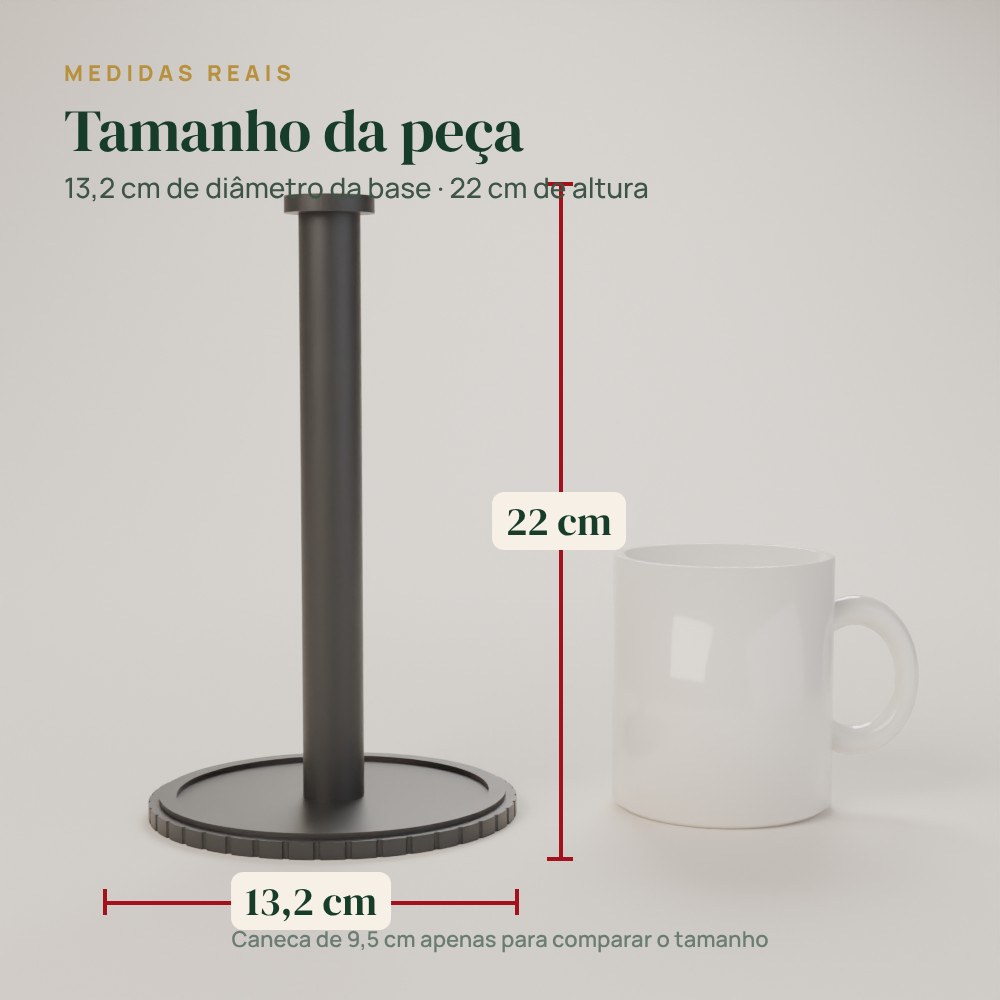 MEDIDAS REAIS
Tamanho da peça
13,2 cm de diâmetro da base · 22 cm de altura
22 cm
13,2 cm
Caneca de 9,5 cm apenas para comparar o tamanho